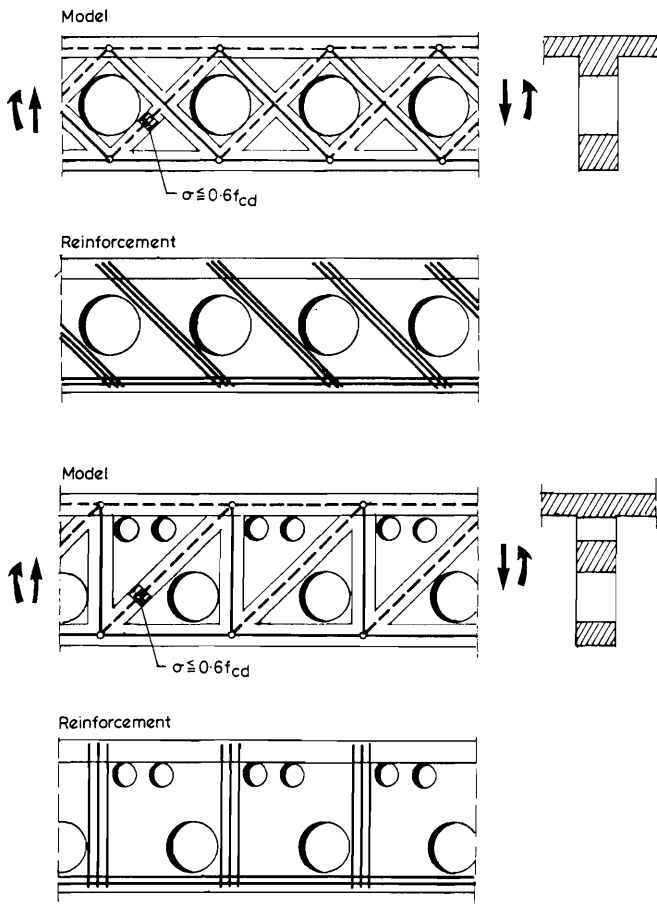 Model
σ ≦ 0·6fcd
Reinforcement
Model
σ ≦ 0·6fcd
Reinforcement